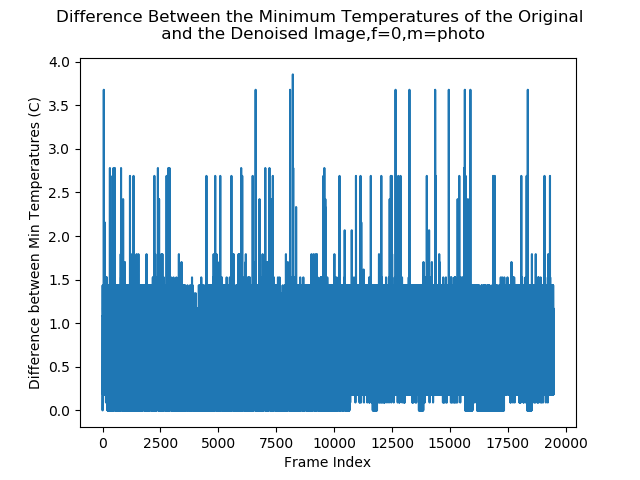 Difference Between the Minimum Temperatures of the Original
and the Denoised Image,f=0,m=photo
Difference between Min Temperatures (C)
4.0
3.5
3.0
2.5
2.0
1.5
1.0
0.5
0.0
0 2500 5000 7500 10000 12500 15000 17500 20000
Frame Index